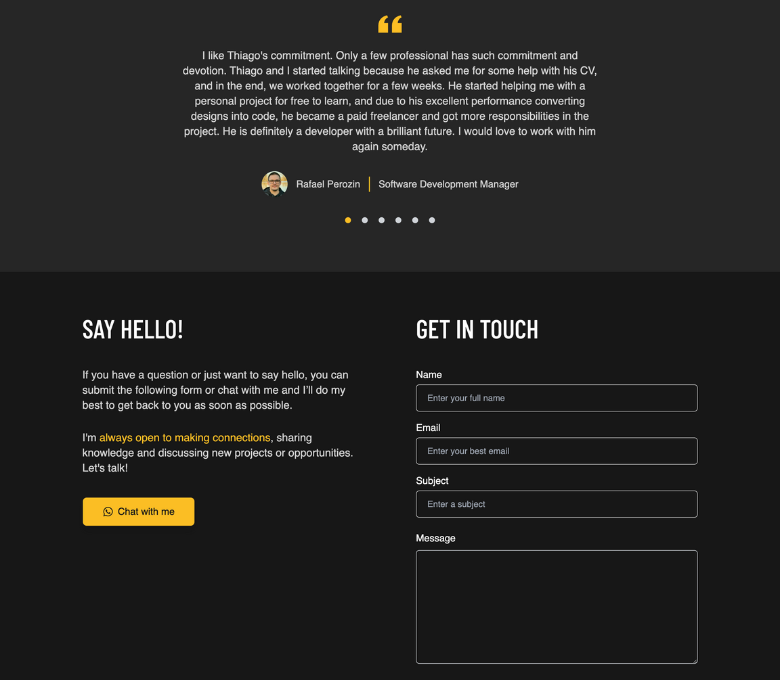 “
I like Thiago's commitment. Only a few professional has such commitment and
devotion. Thiago and I started talking because he asked me for some help with his CV,
and in the end, we worked together for a few weeks. He started helping me with a
personal project for free to learn, and due to his excellent performance converting
designs into code, he became a paid freelancer and got more responsibilities in the
project. He is definitely a developer with a brilliant future. I would love to work with him
again someday.
Rafael Perozin | Software Development Manager
SAY HELLO!
If you have a question or just want to say hello, you can
submit the following form or chat with me and I'll do my
best to get back to you as soon as possible.
I'm always open to making connections, sharing
knowledge and discussing new projects or opportunities.
Let's talk!
Chat with me
GET IN TOUCH
Name
Enter your full name
Email
Enter your best email
Subject
Enter a subject
Message